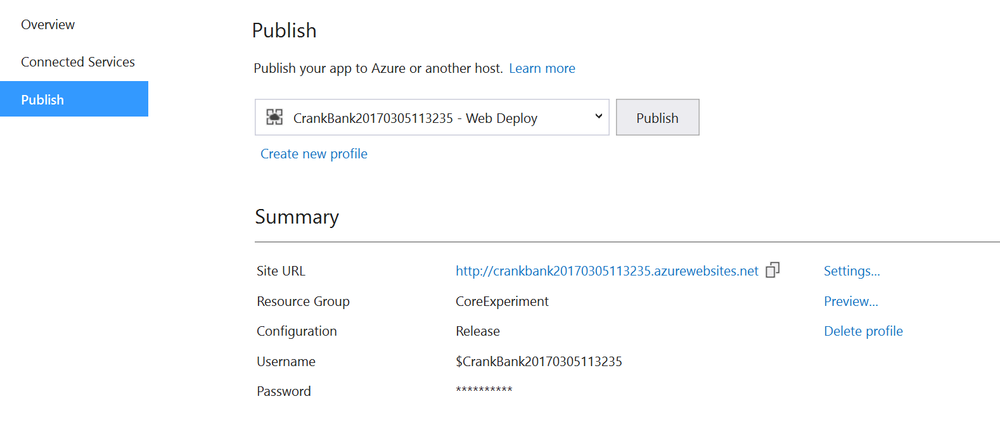 Overview
Connected Services
Publish
Publish
Publish your app to Azure or another host. Learn more
CrankBank20170305113235 - Web Deploy
Publish
Create new profile
Summary
Site URL http://crankbank20170305113235.azurewebsites.net Settings...
Resource Group CoreExperiment Preview...
Configuration Release Delete profile
Username $CrankBank20170305113235
Password **********